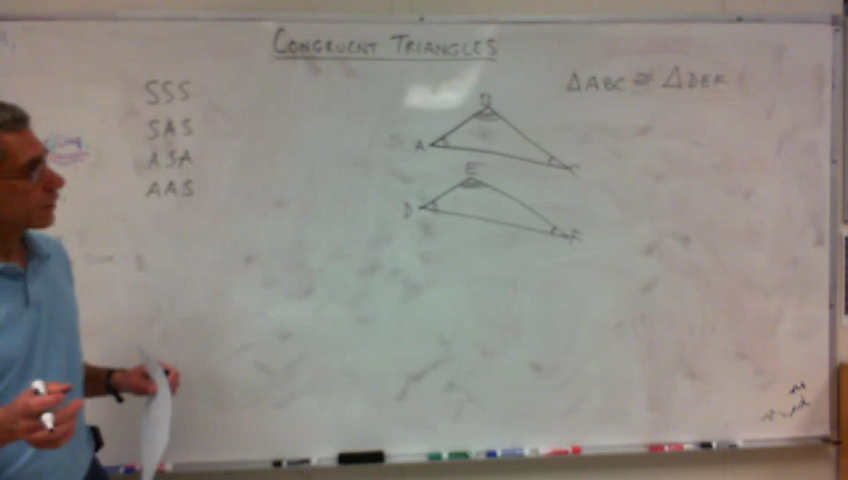 CONGRUENT TRIANGLES
SSS
SAS
ASA
AAS
△ABC ≅ △DEF
B
A
C
E
D
F